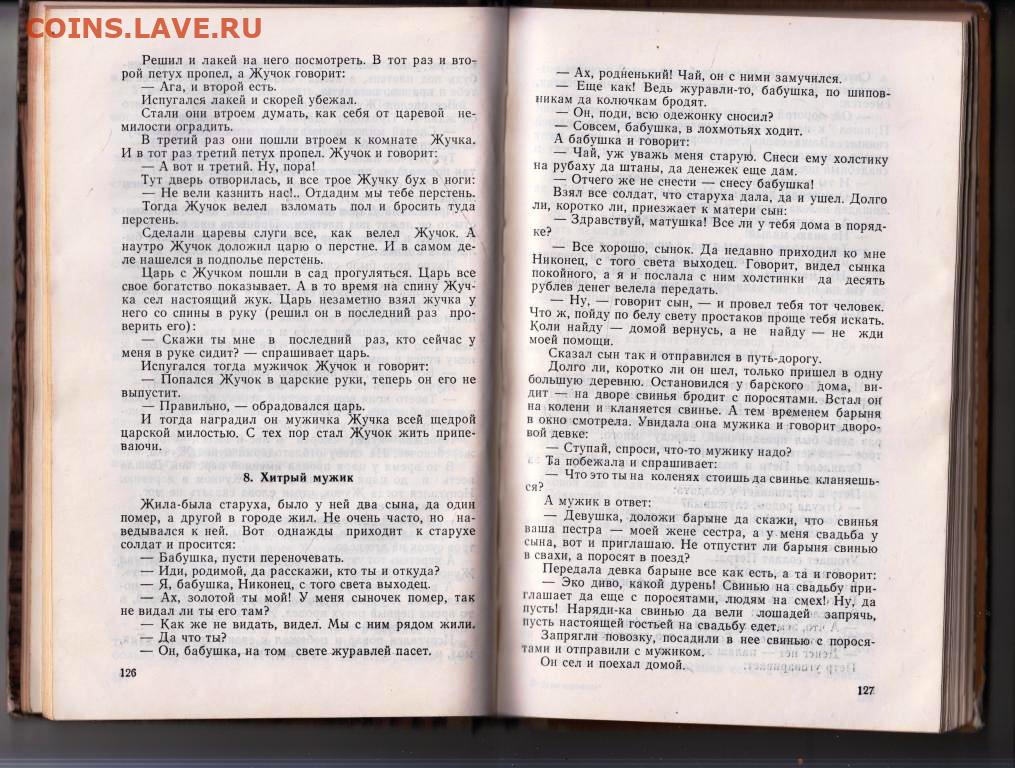 COINS.LAVE.RU
Решил и лакей на него посмотреть. В тот раз и вто-
рой петух пропел, а Жучок говорит:
— Ага, и второй есть.
Испугался лакей и скорей убежал.
Стали они втроем думать, как себя от царевой не-
милости оградить.
В третий раз они пошли втроем к комнате Жучка.
И в тот раз третий петух пропел. Жучок и говорит:
— А вот и третий. Ну, пора!
Тут дверь отворилась, и все трое Жучку бух в ноги:
— Не вели казнить нас!.. Отдадим мы тебе перстень.
Тогда Жучок велел взломать пол и бросить туда
перстень.
Сделали царевы слуги все, как велел Жучок. А
наутро Жучок доложил царю о перстне. И в самом де-
ле нашелся в подполье перстень.
Царь с Жучком пошли в сад прогуляться. Царь все
свое богатство показывает. А в то время на спину Жуч-
ка сел настоящий жук. Царь незаметно взял жучка у
него со спины в руку (решил он в последний раз про-
верить его):
— Скажи ты мне в последний раз, кто сейчас у
меня в руке сидит? — спрашивает царь.
Испугался тогда мужичок Жучок и говорит:
— Попался Жучок в царские руки, теперь он его не
выпустит.
— Правильно, — обрадовался царь.
И тогда наградил он мужичка Жучка всей щедрой
царской милостью. С тех пор стал Жучок жить припе-
ваючи.
8. Хитрый мужик
Жила-была старуха, было у ней два сына, да один
помер, а другой в городе жил. Не очень часто, но на-
ведывался к ней. Вот однажды приходит к старухе
солдат и просится:
— Бабушка, пусти переночевать.
— Иди, родимой, да расскажи, кто ты и откуда?
— Я, бабушка, Никонец, с того света выходец.
— Ах, золотой ты мой! У меня сыночек помер, так
не видал ли ты его там?
— Как же не видать, видел. Мы с ним рядом жили.
— Да что ты?
— Он, бабушка, на том свете журавлей пасет.
126
— Ах, родненький! Чай, он с ними замучился.
— Еще как! Ведь журавли-то, бабушка, по шипов-
никам да колючкам бродят.
— Он, поди, всю одежонку сносил?
— Совсем, бабушка, в лохмотьях ходит.
А бабушка и говорит:
— Чай, уж уважь меня старую. Снеси ему холстику
на рубаху да штаны, да денежек еще дам.
— Отчего же не снести — снесу бабушка!
Взял все солдат, что старуха дала, да и ушел. Долго
ли, коротко ли, приезжает к матери сын:
— Здравствуй, матушка! Все ли у тебя дома в поряд-
ке?
— Все хорошо, сынок. Да недавно приходил ко мне
Никонец, с того света выходец. Говорит, видел сынка
покойного, а я и послала с ним холстинки да десять
рублев денег велела передать.
— Ну, — говорит сын, — и провел тебя тот человек.
Что ж, пойду по белу свету простаков проще тебя искать.
Коли найду — домой вернусь, а не найду — не жди
моей помощи.
Сказал сын так и отправился в путь-дорогу.
Долго ли, коротко ли он шел, только пришел в одну
большую деревню. Остановился у барского дома, ви-
дит — на дворе свинья бродит с поросятами. Встал он
на колени и кланяется свинье. А тем временем барыня
в окно смотрела. Увидала она мужика и говорит дворо-
вой девке:
— Ступай, спроси, что-то мужику надо?
Та побежала и спрашивает:
— Что это ты на коленях стоишь да свинье кланяешь-
ся?
А мужик в ответ:
— Девушка, доложи барыне да скажи, что свинья
ваша пестра — моей жене сестра, а у меня свадьба у
сына, вот и приглашаю. Не отпустит ли барыня свинью
в свахи, а поросят в поезд?
Передала девка барыне все как есть, а та и говорит:
— Эко диво, какой дурень! Свинью на свадьбу при-
глашает да еще с поросятами, людям на смех! Ну, да
пусть! Наряди-ка свинью да вели лошадей запрячь,
пусть настоящей гостьей на свадьбу едет.
Запрягли повозку, посадили в нее свинью с порося-
тами и отправили с мужиком.
Он сел и поехал домой.
127